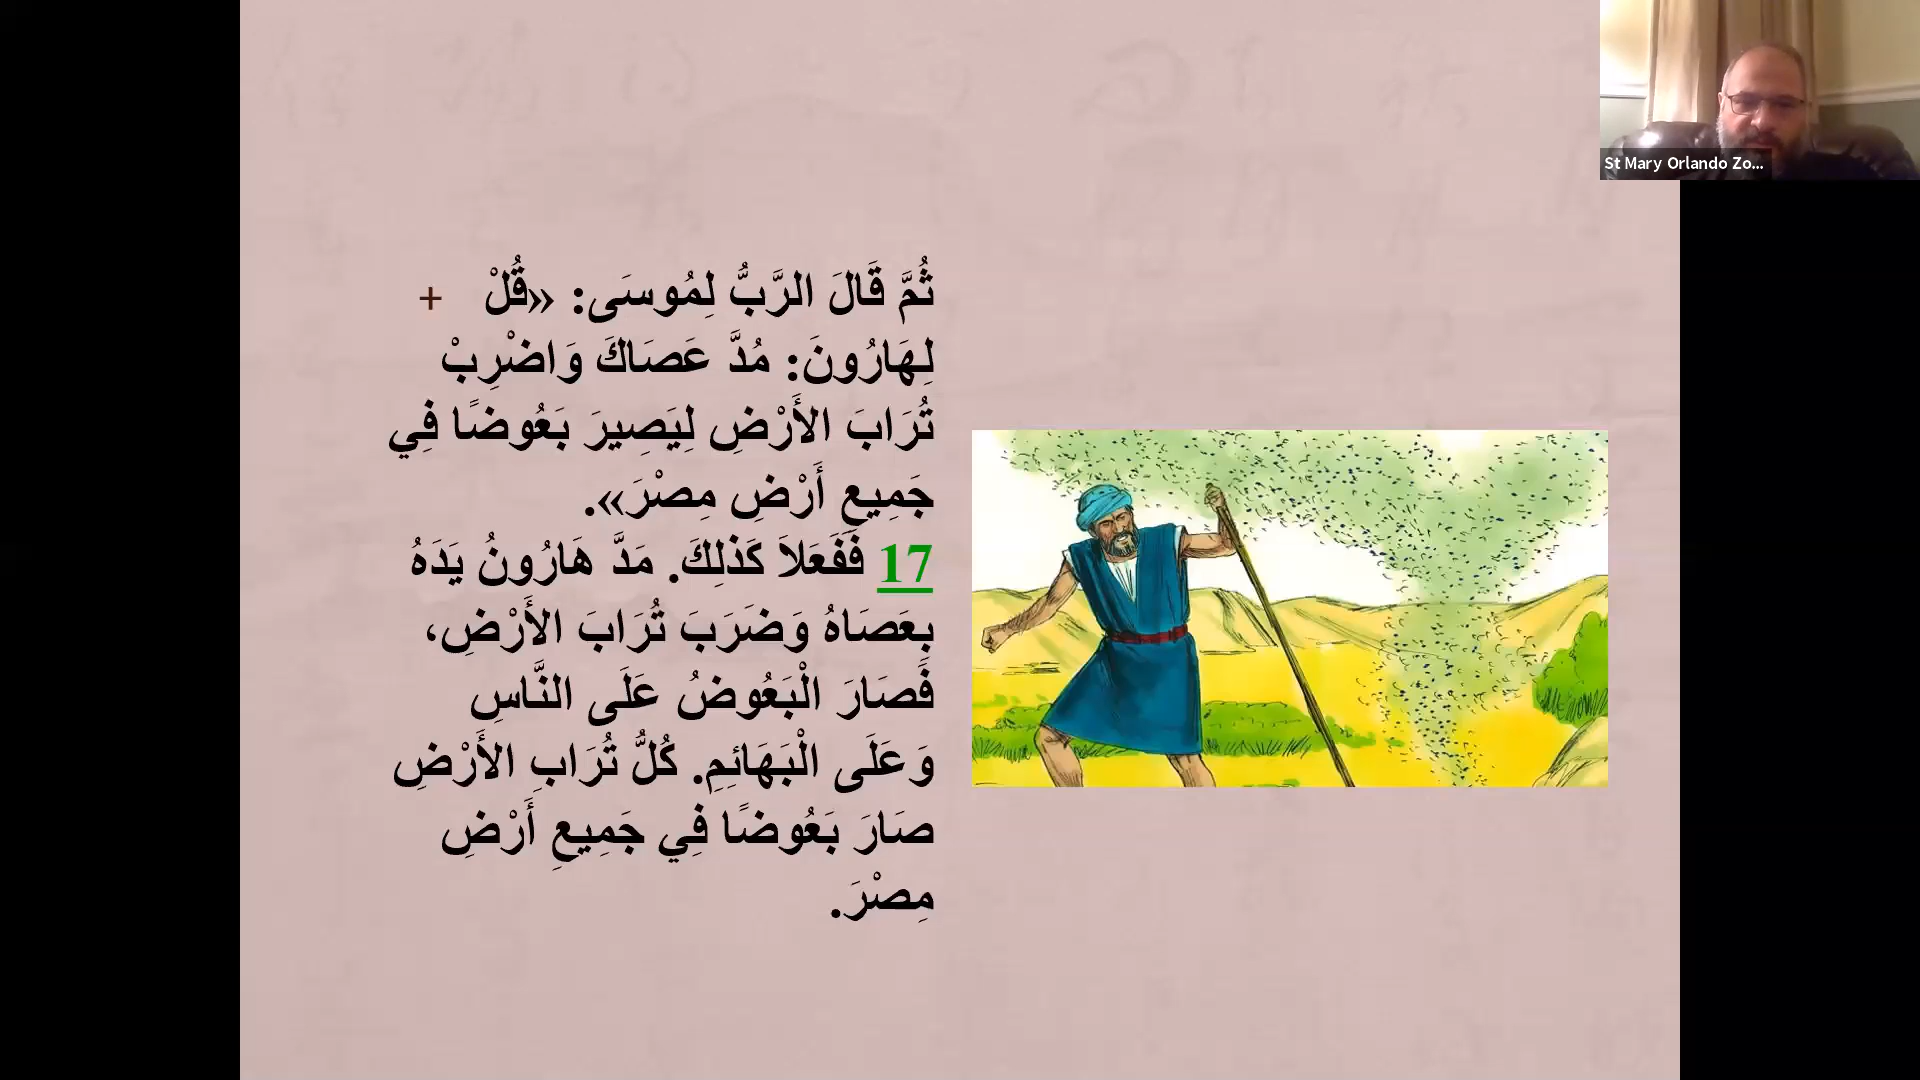 ثُمَّ قَالَ الرَّبُّ لِمُوسَى: «قُلْ +
لِهَارُونَ: مُدَّ عَصَاكَ وَاضْرِبْ
تُرَابَ الأَرْضِ لِيَصِيرَ بَعُوضًا فِي
جَمِيعِ أَرْضِ مِصْرَ».
17 فَفَعَلاَ كَذلِكَ. مَدَّ هَارُونُ يَدَهُ
بِعَصَاهُ وَضَرَبَ تُرَابَ الأَرْضِ،
فَصَارَ الْبَعُوضُ عَلَى النَّاسِ
وَعَلَى الْبَهَائِمِ. كُلُّ تُرَابِ الأَرْضِ
صَارَ بَعُوضًا فِي جَمِيعِ أَرْضِ
مِصْرَ.
St Mary Orlando Zo...